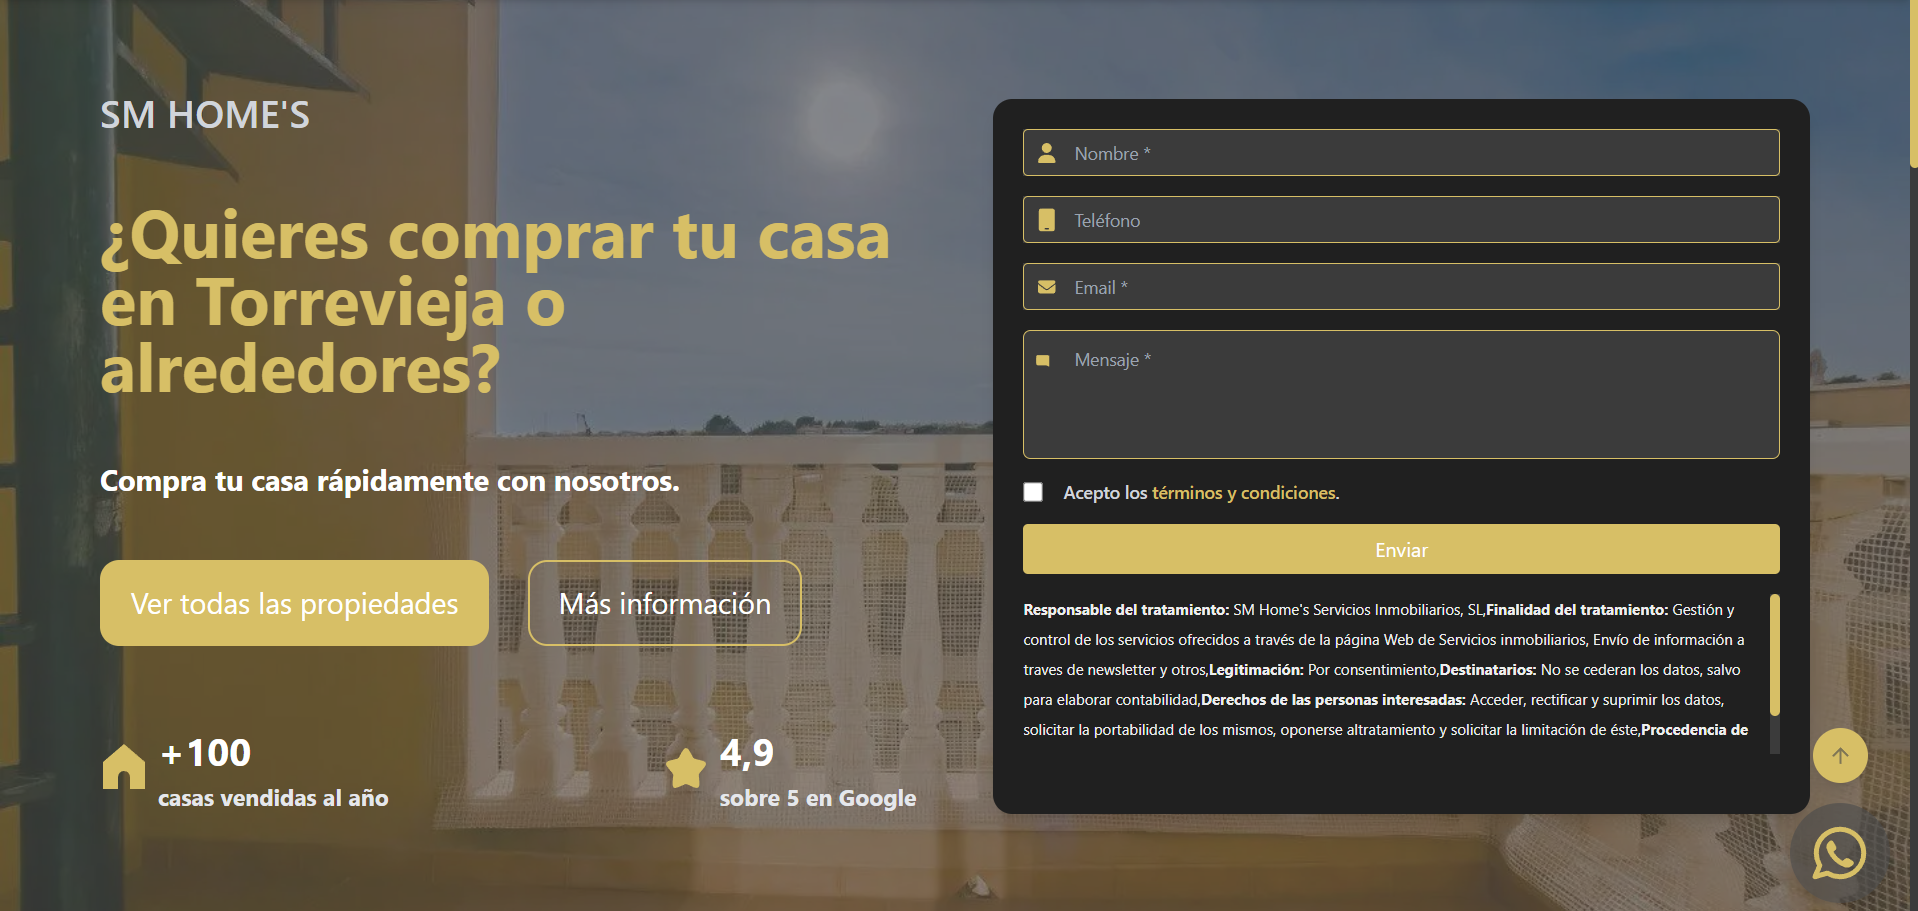 SM HOME'S
¿Quieres comprar tu casa
en Torrevieja o
alrededores?
Compra tu casa rápidamente con nosotros.
Ver todas las propiedades
Más información
+100
casas vendidas al año
4,9
sobre 5 en Google
Nombre *
Teléfono
Email *
Mensaje *
Acepto los términos y condiciones.
Enviar
Responsable del tratamiento: SM Home's Servicios Inmobiliarios, SL,Finalidad del tratamiento: Gestión y
control de los servicios ofrecidos a través de la página Web de Servicios inmobiliarios, Envío de información a
traves de newsletter y otros,Legitimación: Por consentimiento,Destinatarios: No se cederan los datos, salvo
para elaborar contabilidad,Derechos de las personas interesadas: Acceder, rectificar y suprimir los datos,
solicitar la portabilidad de los mismos, oponerse altratamiento y solicitar la limitación de éste,Procedencia de